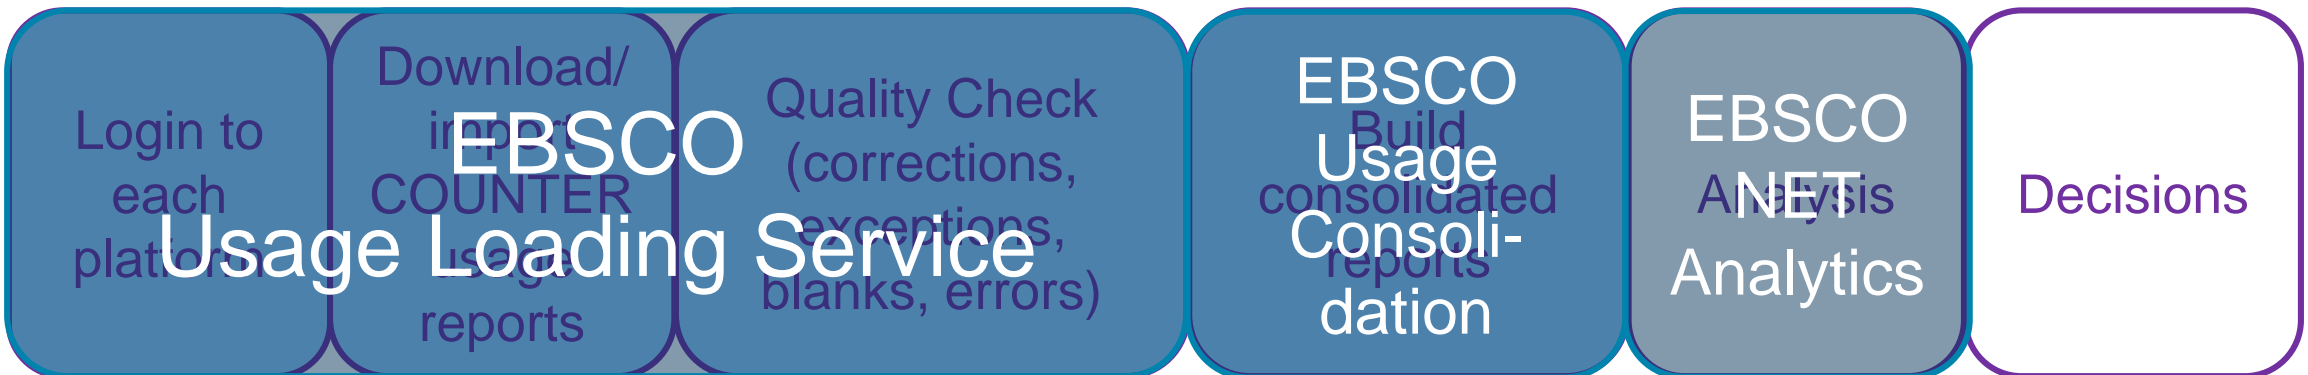 Login to
each
platform
Download/
import
COUNTER
usage
reports
Quality Check
(corrections,
exceptions,
blanks, errors)
EBSCO
Usage Loading Service
Build
consolidated
reports
EBSCO
Usage
Consoli-
dation
Analysis
EBSCO
NET
Analytics
Decisions